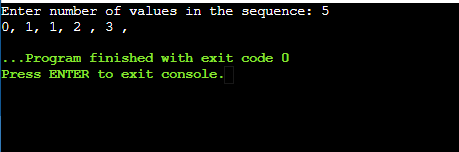 Enter number of values in the sequence: 5
0, 1, 1, 2 , 3 ,
...Program finished with exit code 0
Press ENTER to exit console.